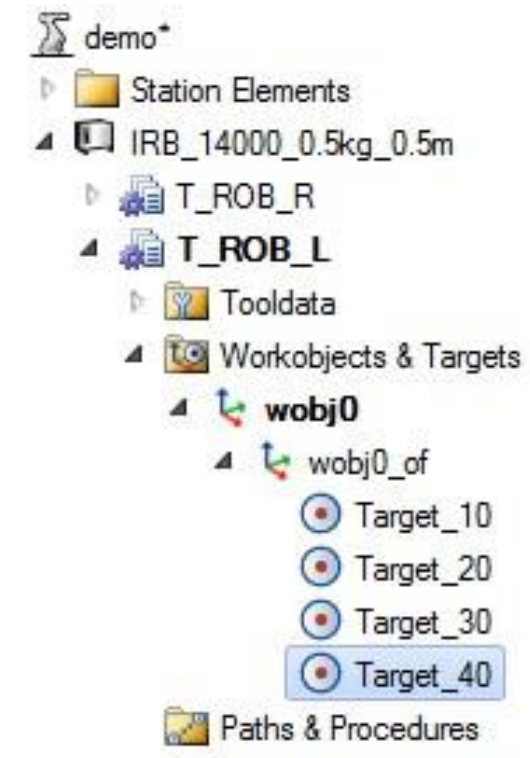 demo*
Station Elements
IRB_14000_0.5kg_0.5m
T_ROB_R
T_ROB_L
Tooldata
Workobjects & Targets
wobj0
wobj0_of
Target_10
Target_20
Target_30
Target_40
Paths & Procedures